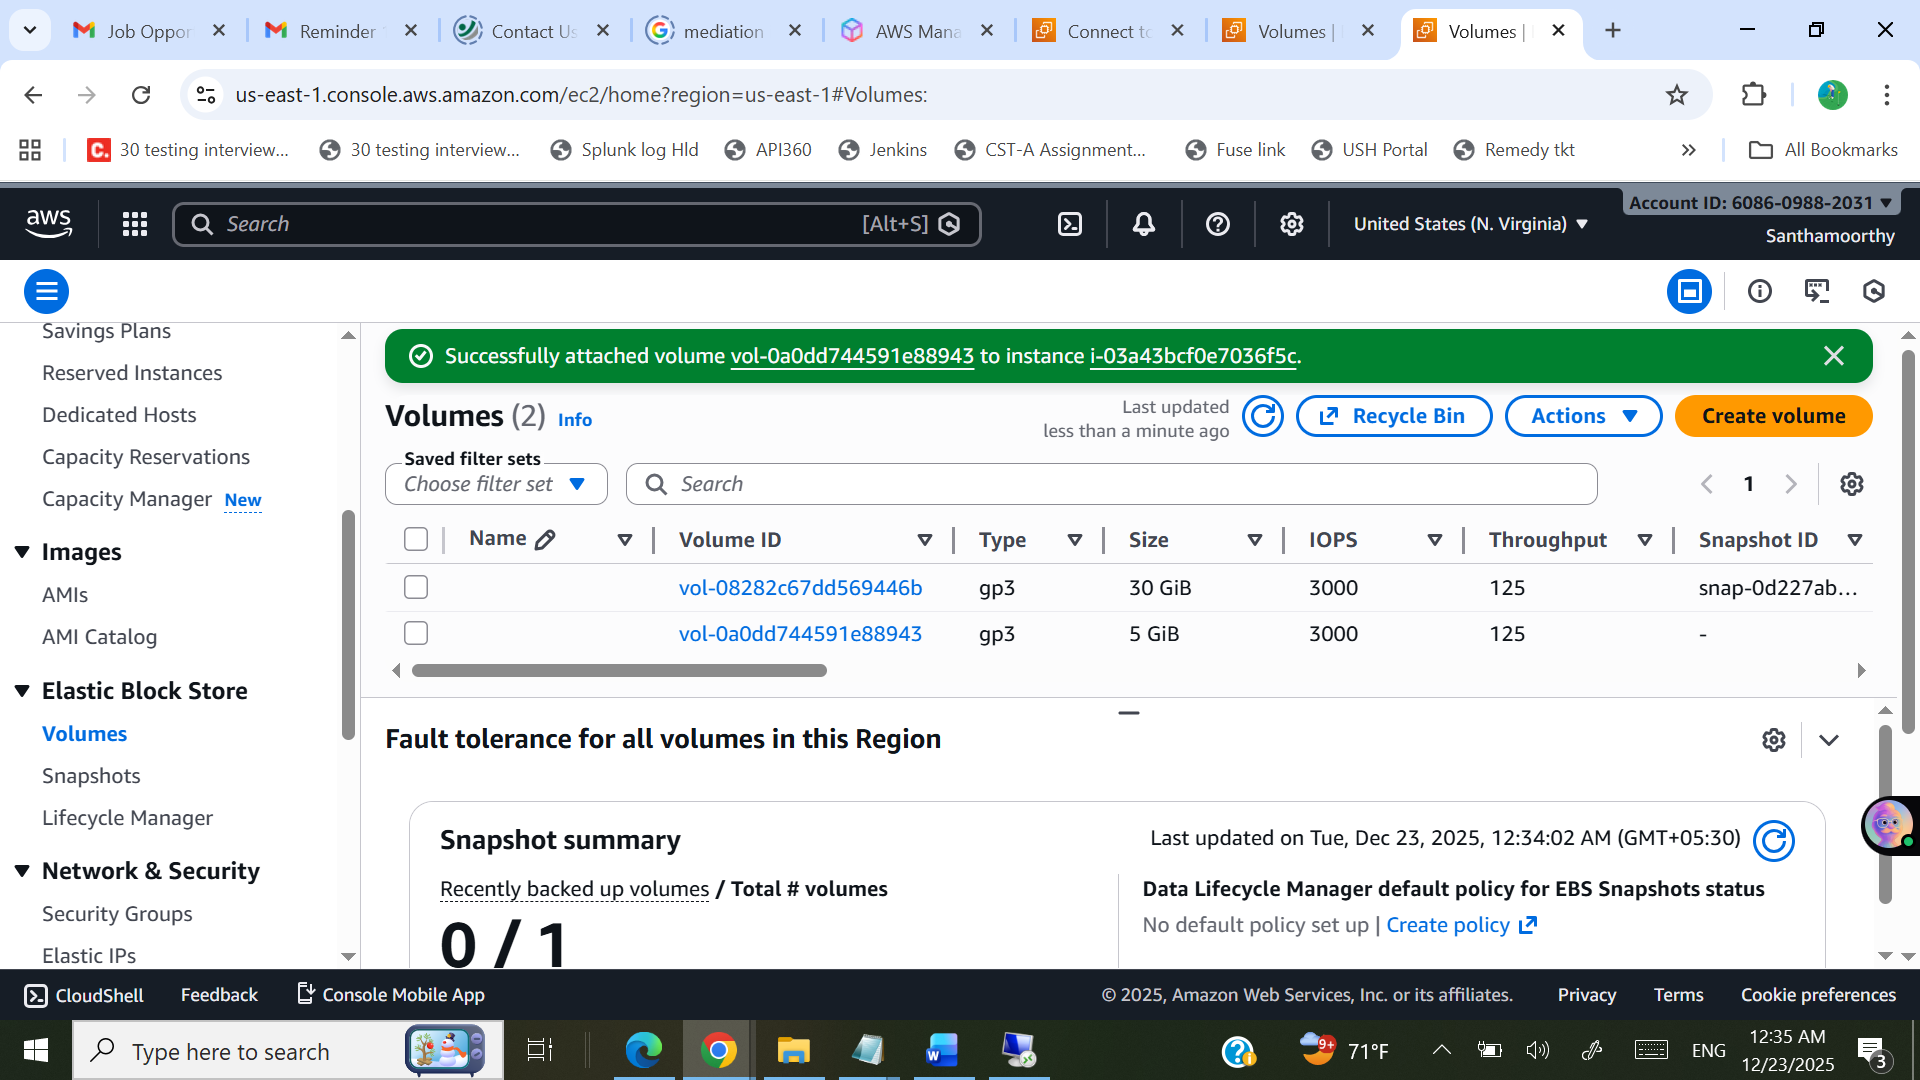 Job Oppor
Reminder
Contact Us
mediation
AWS Mana
Connect to
Volumes |
Volumes |
us-east-1.console.aws.amazon.com/ec2/home?region=us-east-1#Volumes:
30 testing interview...
30 testing interview...
Splunk log Hld
API360
Jenkins
CST-A Assignment...
Fuse link
USH Portal
Remedy tkt
»
All Bookmarks
aws
Search
[Alt+S]
United States (N. Virginia)
Account ID: 6086-0988-2031
Santhamoorthy
Savings Plans
Reserved Instances
Dedicated Hosts
Capacity Reservations
Capacity Manager New
Images
AMIs
AMI Catalog
Elastic Block Store
Volumes
Snapshots
Lifecycle Manager
Network & Security
Security Groups
Elastic IPs
Successfully attached volume vol-0a0dd744591e88943 to instance i-03a43bcf0e7036f5c.
Volumes (2) Info
Last updated
less than a minute ago
Recycle Bin
Actions
Create volume
Saved filter sets
Choose filter set
Search
1
Name Volume ID Type Size IOPS Throughput Snapshot ID
vol-08282c67dd569446b gp3 30 GiB 3000 125 snap-0d227ab...
vol-0a0dd744591e88943 gp3 5 GiB 3000 125 -
Fault tolerance for all volumes in this Region
Snapshot summary
Last updated on Tue, Dec 23, 2025, 12:34:02 AM (GMT+05:30)
Recently backed up volumes / Total # volumes
0 / 1
Data Lifecycle Manager default policy for EBS Snapshots status
No default policy set up | Create policy
CloudShell
Feedback
Console Mobile App
© 2025, Amazon Web Services, Inc. or its affiliates.
Privacy
Terms
Cookie preferences
Type here to search
9+
71°F
ENG
12:35 AM
12/23/2025
3